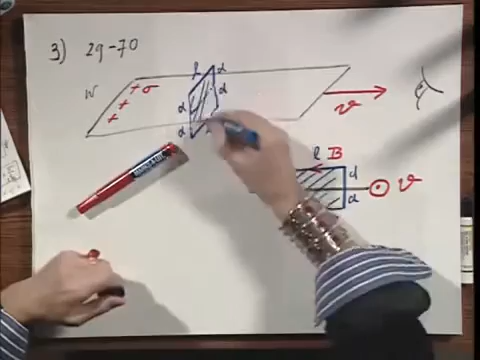 3) 29-70
w + + + σ
l d
d d
d
v
l B
d
d
v